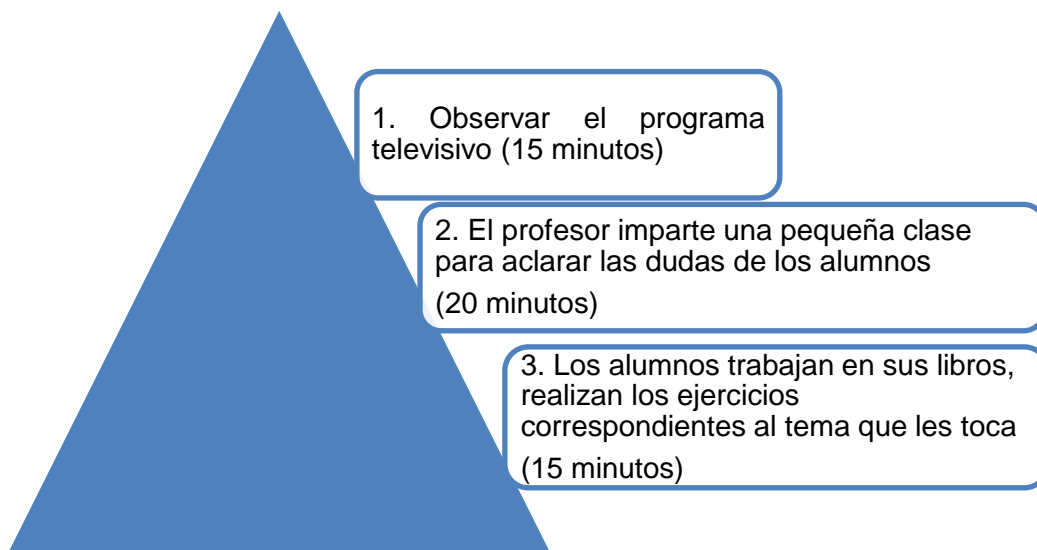 1. Observar el programa
televisivo (15 minutos)
2. El profesor imparte una pequeña clase
para aclarar las dudas de los alumnos
(20 minutos)
3. Los alumnos trabajan en sus libros,
realizan los ejercicios
correspondientes al tema que les toca
(15 minutos)